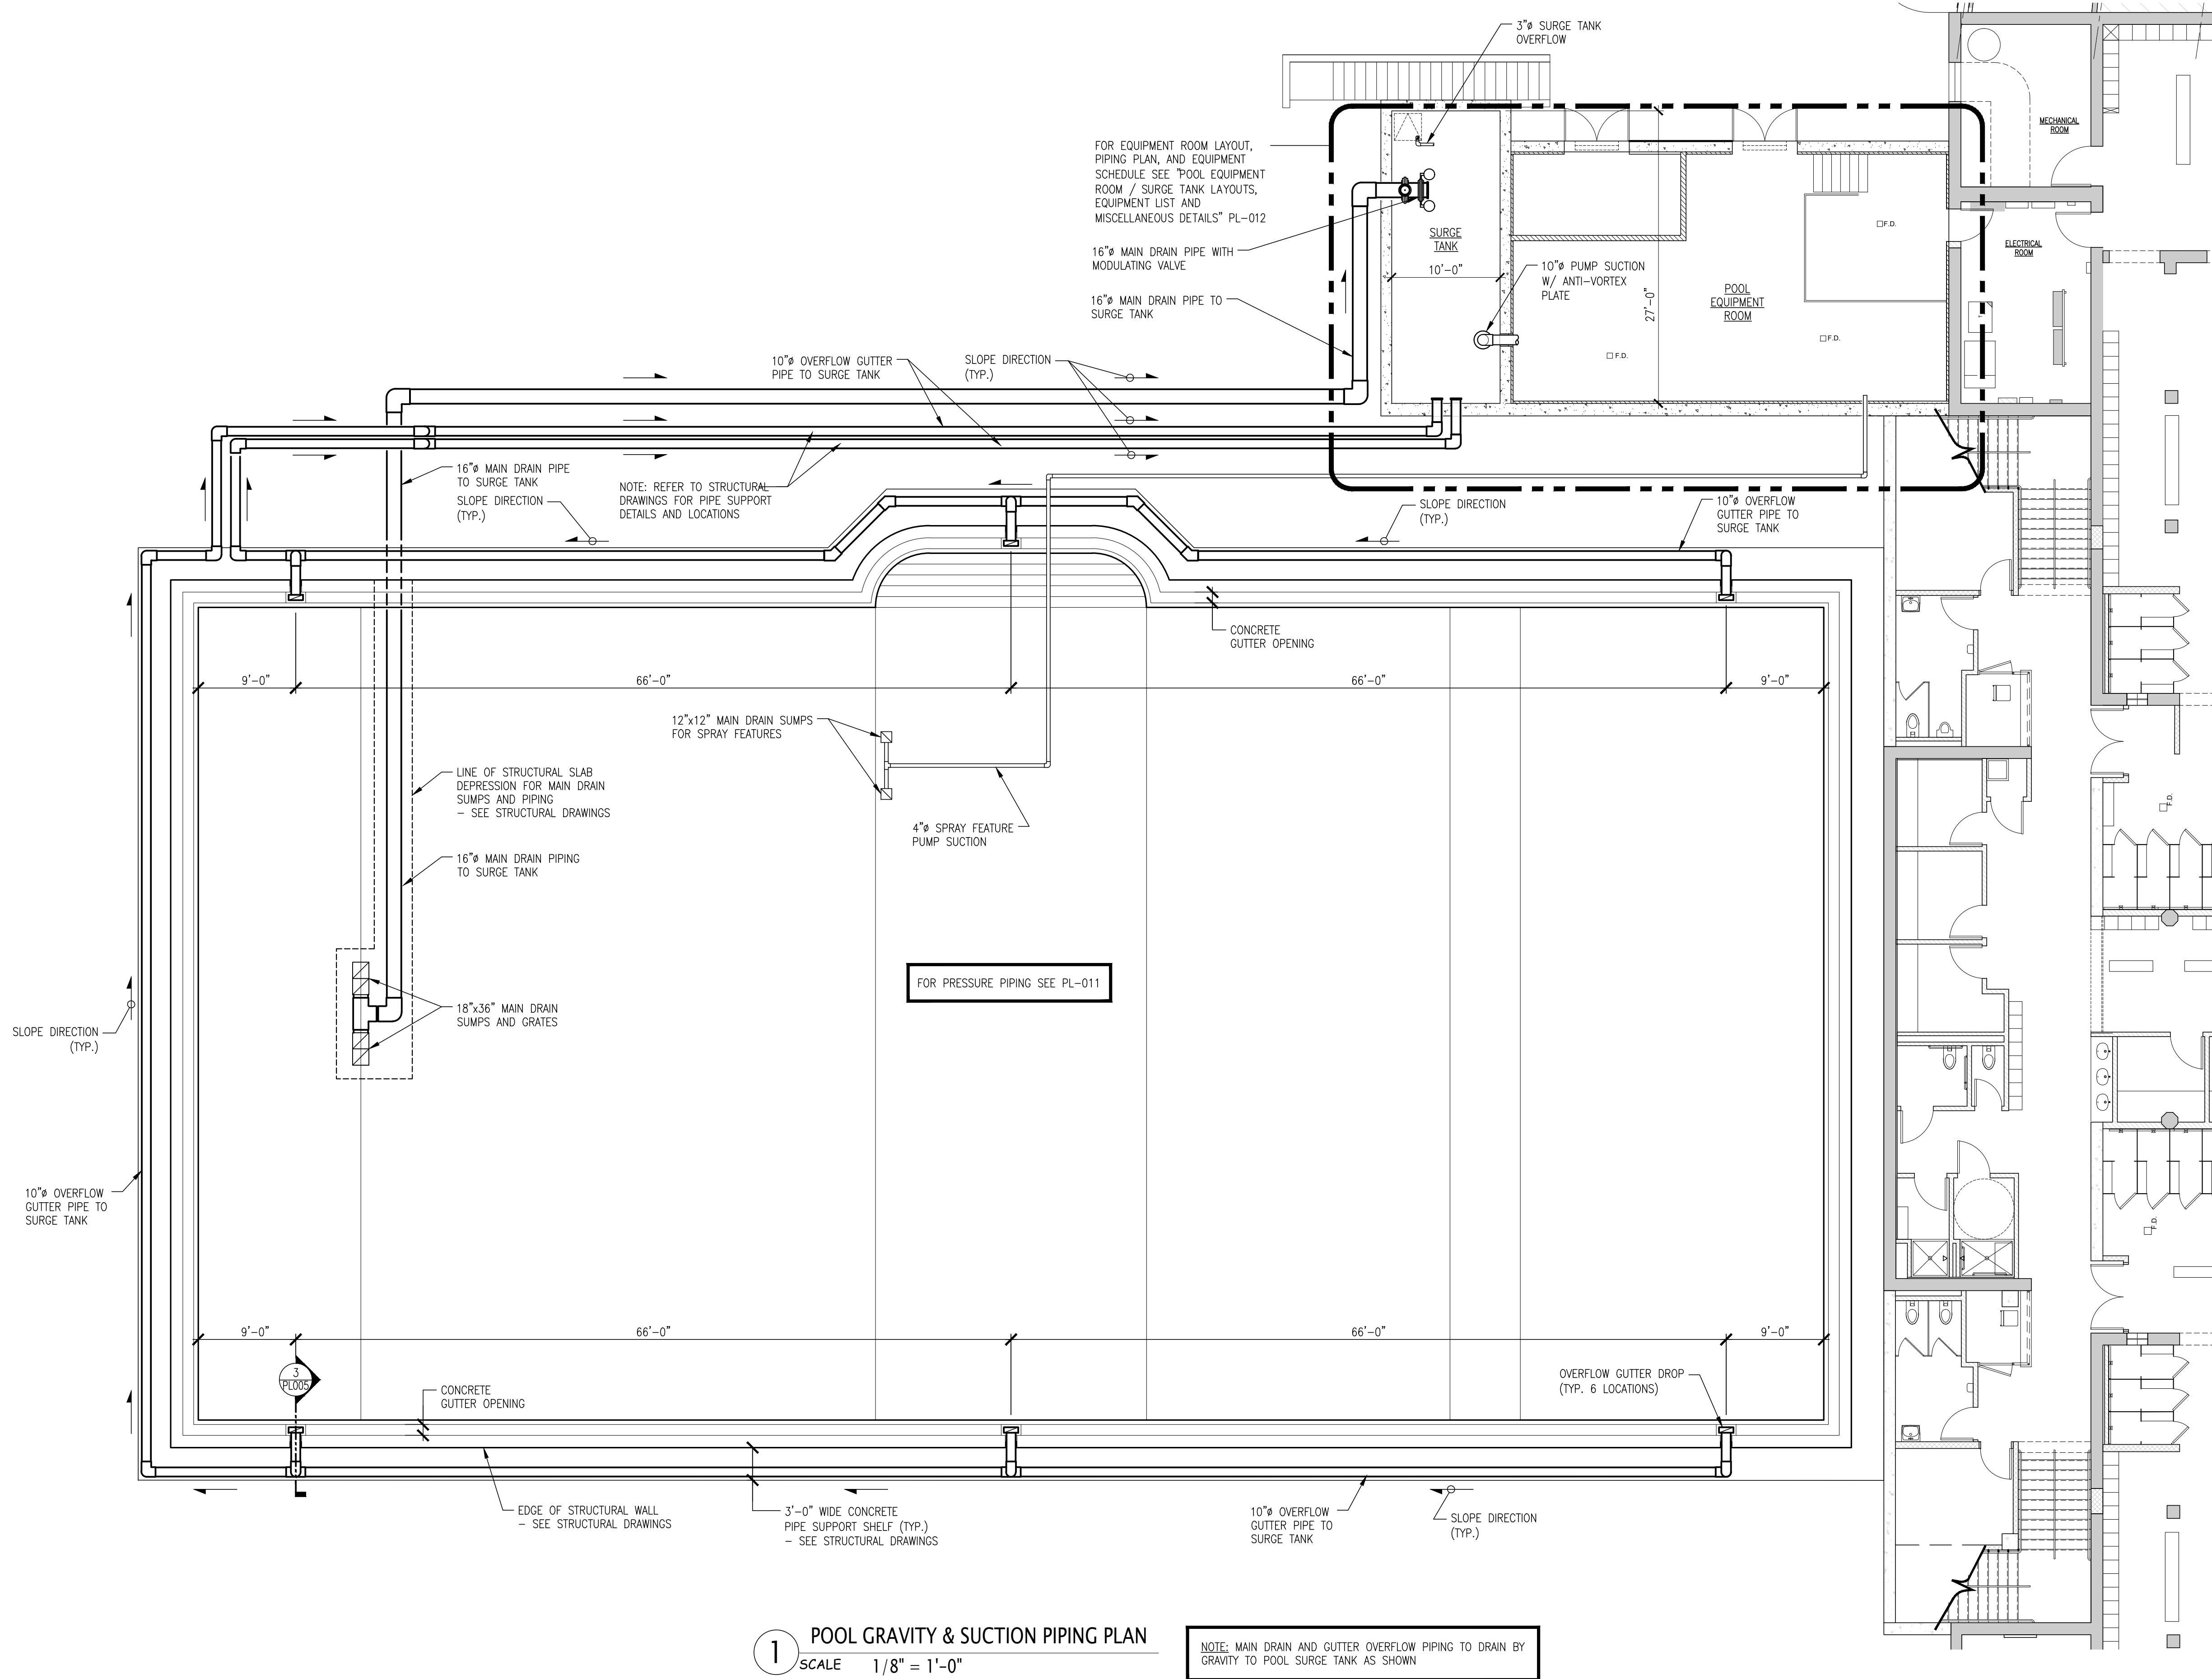 3"ø SURGE TANK
OVERFLOW
MECHANICAL
ROOM
FOR EQUIPMENT ROOM LAYOUT,
PIPING PLAN, AND EQUIPMENT
SCHEDULE SEE "POOL EQUIPMENT
ROOM / SURGE TANK LAYOUTS,
EQUIPMENT LIST AND
MISCELLANEOUS DETAILS" PL-012
16"ø MAIN DRAIN PIPE WITH
MODULATING VALVE
16"ø MAIN DRAIN PIPE TO
SURGE TANK
SURGE
TANK
10'-0"
10"ø PUMP SUCTION
W/ ANTI-VORTEX
PLATE
27'-0"
POOL
EQUIPMENT
ROOM
F.D.
F.D.
F.D.
ELECTRICAL
ROOM
10"ø OVERFLOW GUTTER
PIPE TO SURGE TANK
SLOPE DIRECTION
(TYP.)
16"ø MAIN DRAIN PIPE
TO SURGE TANK
SLOPE DIRECTION
(TYP.)
NOTE: REFER TO STRUCTURAL
DRAWINGS FOR PIPE SUPPORT
DETAILS AND LOCATIONS
SLOPE DIRECTION
(TYP.)
10"ø OVERFLOW
GUTTER PIPE TO
SURGE TANK
CONCRETE
GUTTER OPENING
9'-0"
66'-0"
66'-0"
9'-0"
12"x12" MAIN DRAIN SUMPS
FOR SPRAY FEATURES
LINE OF STRUCTURAL SLAB
DEPRESSION FOR MAIN DRAIN
SUMPS AND PIPING
- SEE STRUCTURAL DRAWINGS
4"ø SPRAY FEATURE
PUMP SUCTION
F.D.
16"ø MAIN DRAIN PIPING
TO SURGE TANK
FOR PRESSURE PIPING SEE PL-011
18"x36" MAIN DRAIN
SUMPS AND GRATES
SLOPE DIRECTION
(TYP.)
10"ø OVERFLOW
GUTTER PIPE TO
SURGE TANK
F.D.
9'-0"
66'-0"
66'-0"
9'-0"
3
PL005
CONCRETE
GUTTER OPENING
OVERFLOW GUTTER DROP
(TYP. 6 LOCATIONS)
EDGE OF STRUCTURAL WALL
- SEE STRUCTURAL DRAWINGS
3'-0" WIDE CONCRETE
PIPE SUPPORT SHELF (TYP.)
- SEE STRUCTURAL DRAWINGS
10"ø OVERFLOW
GUTTER PIPE TO
SURGE TANK
SLOPE DIRECTION
(TYP.)
1
POOL GRAVITY & SUCTION PIPING PLAN
SCALE 1/8" = 1'-0"
NOTE: MAIN DRAIN AND GUTTER OVERFLOW PIPING TO DRAIN BY
GRAVITY TO POOL SURGE TANK AS SHOWN